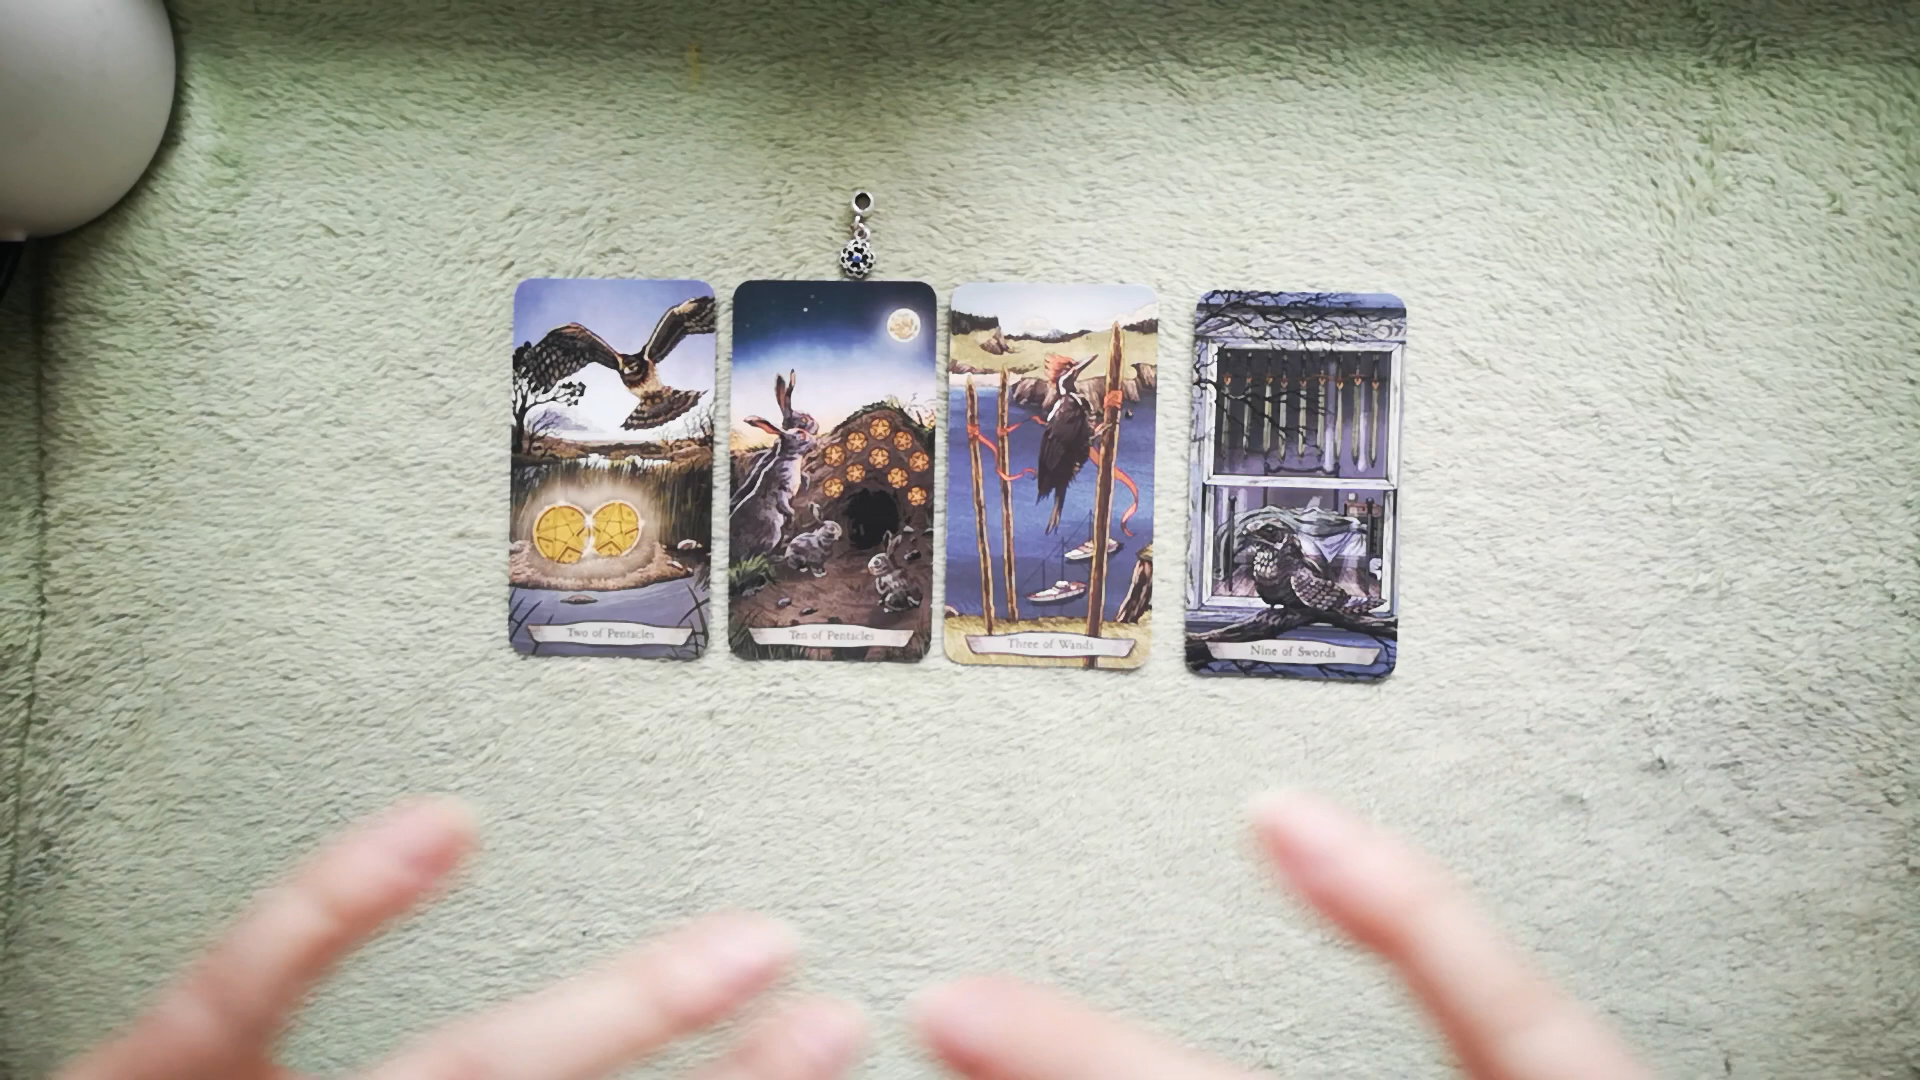 Two of Pentacles
Ten of Pentacles
Three of Wands
Nine of Swords